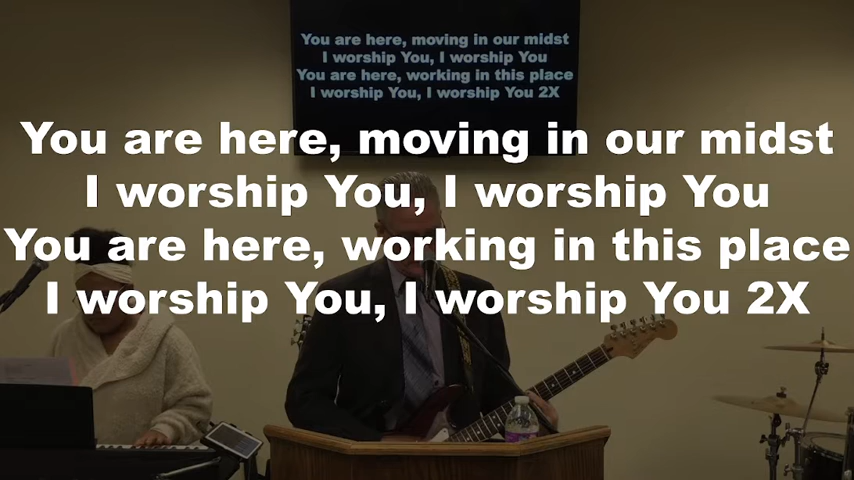 You are here, moving in our midst
I worship You, I worship You
You are here, working in this place
I worship You, I worship You 2X
You are here, moving in our midst
I worship You, I worship You
You are here, working in this place
I worship You, I worship You 2X